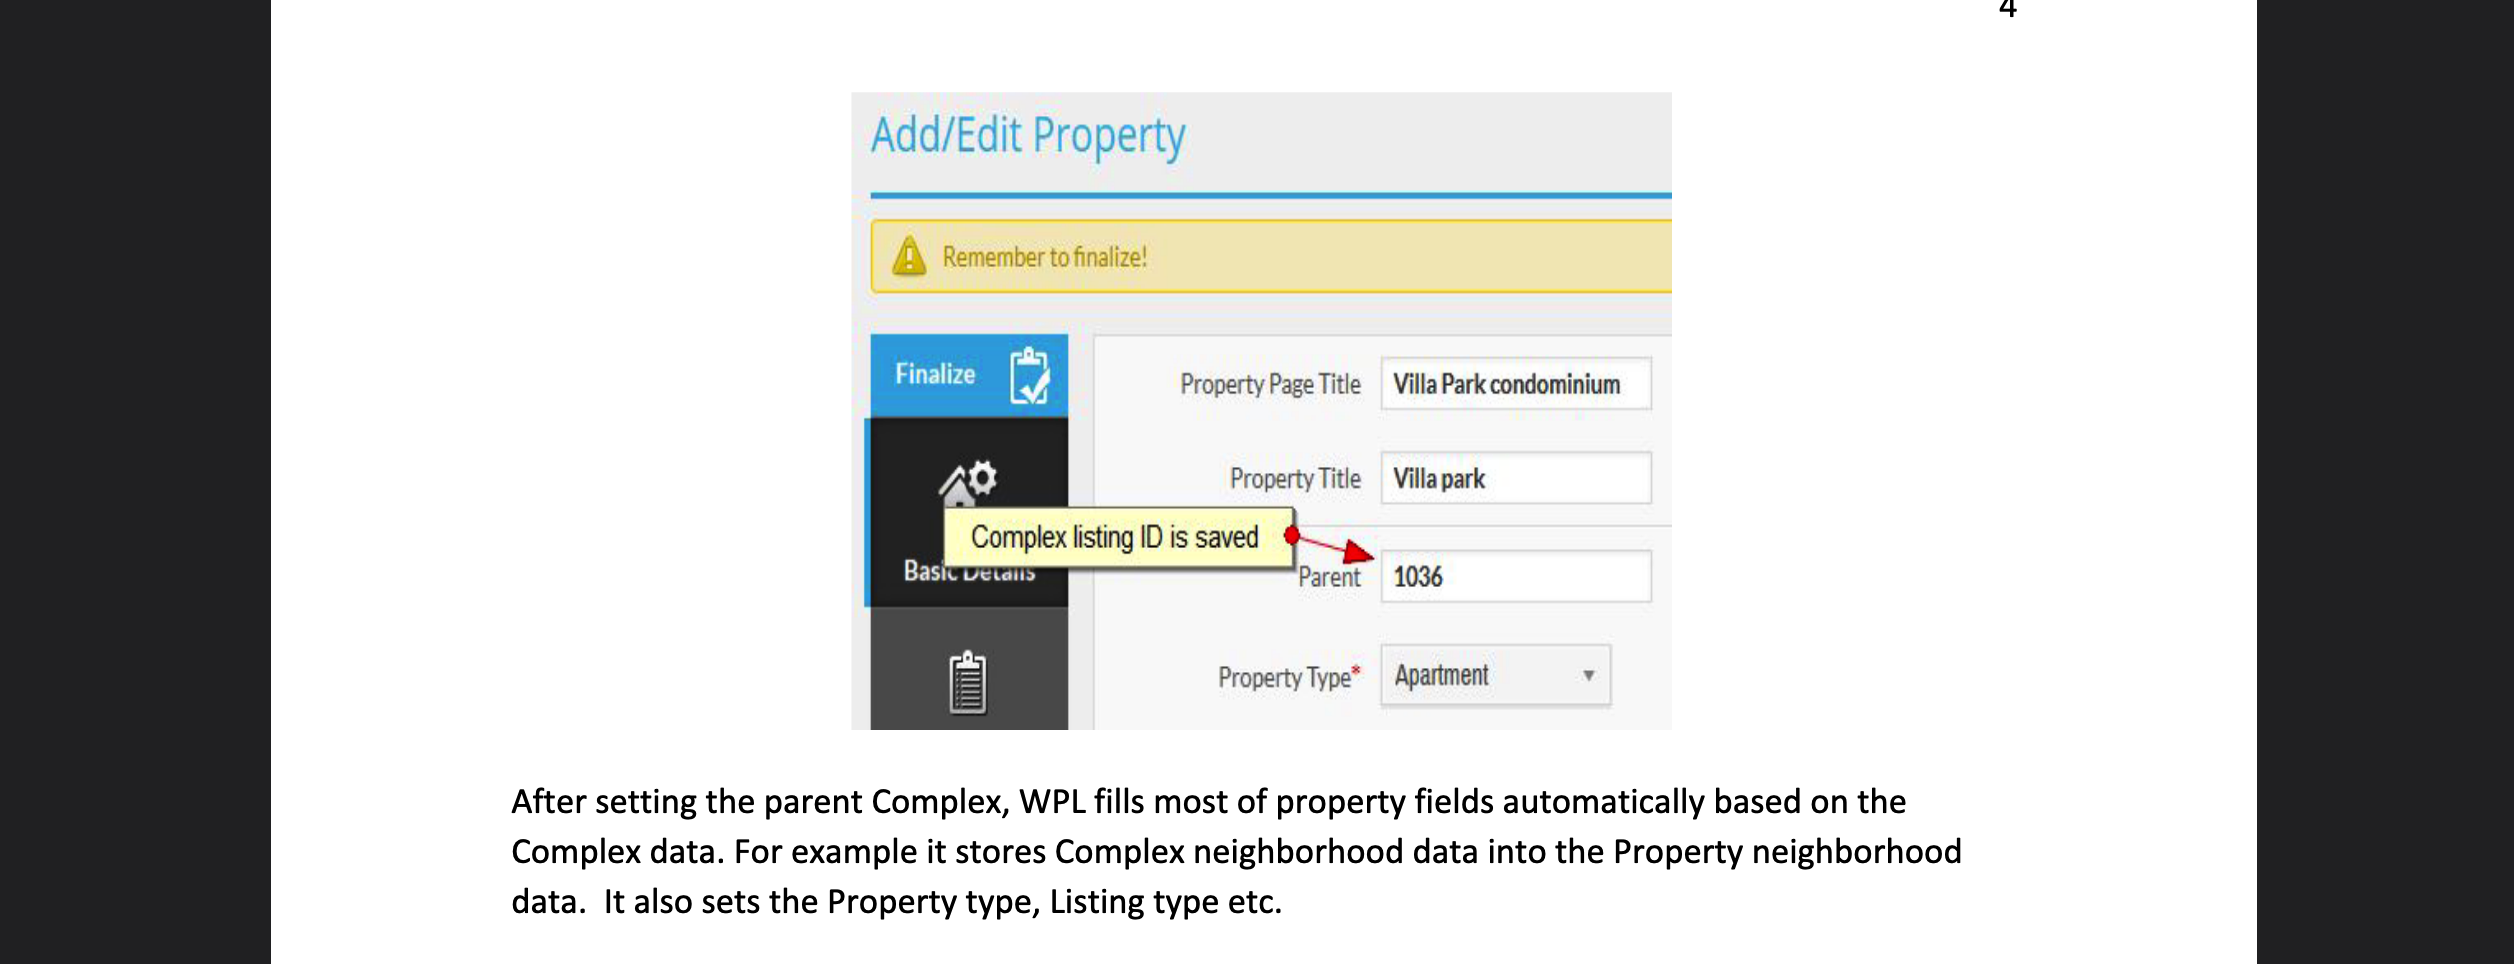 4
Add/Edit Property
Remember to finalize!
Finalize
Property Page Title Villa Park condominium
Property Title Villa park
Complex listing ID is saved
Basic Details
Parent 1036
Property Type* Apartment
After setting the parent Complex, WPL fills most of property fields automatically based on the
Complex data. For example it stores Complex neighborhood data into the Property neighborhood
data.  It also sets the Property type, Listing type etc.